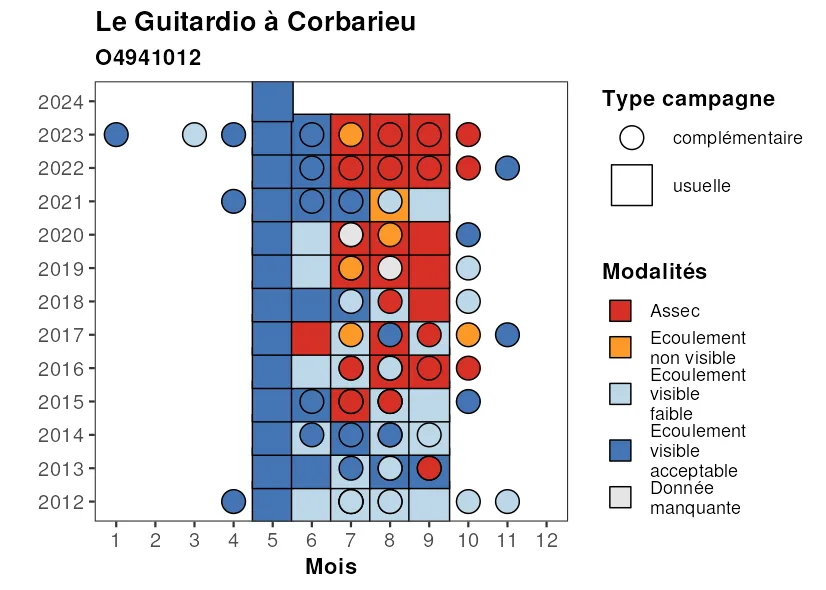 Le Guitardio à Corbarieu
O4941012
2024
2023
2022
2021
2020
2019
2018
2017
2016
2015
2014
2013
2012
1 2 3 4 5 6 7 8 9 10 11 12
Mois
Type campagne
complémentaire
usuelle
Modalités
Assec
Ecoulement
non visible
Ecoulement
visible
faible
Ecoulement
visible
acceptable
Donnée
manquante